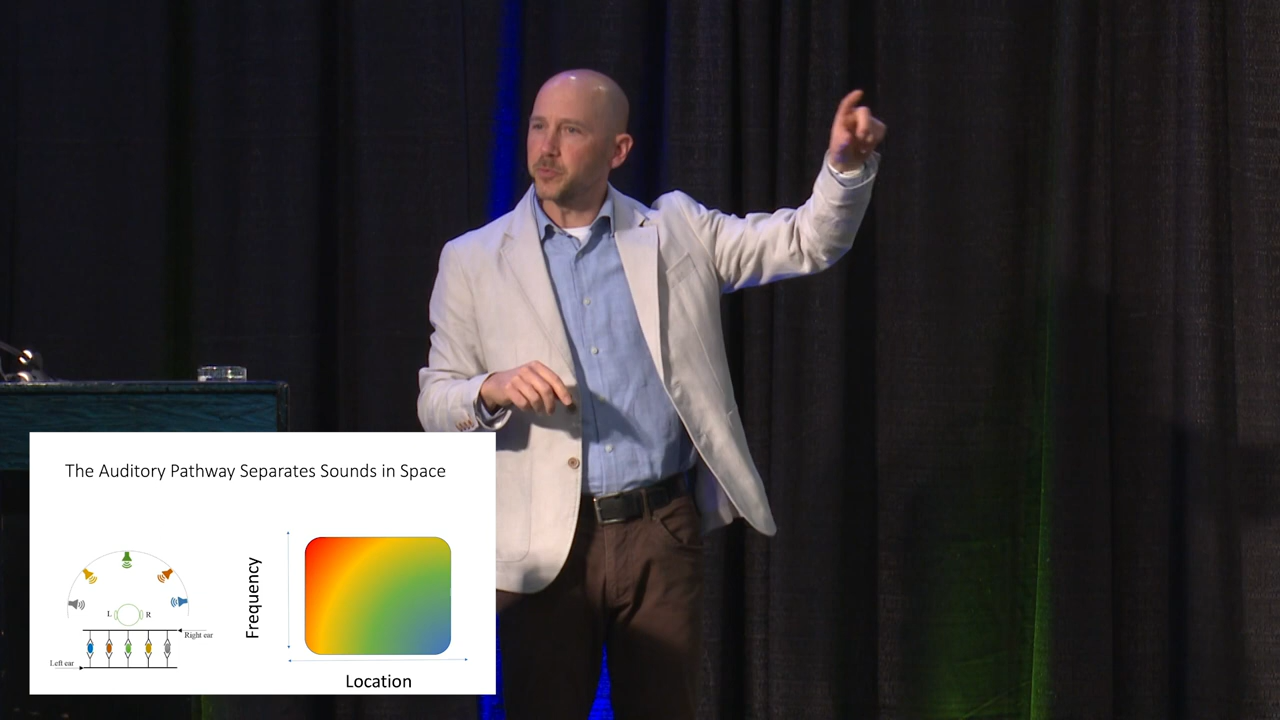 The Auditory Pathway Separates Sounds in Space
L R
Right ear
Left ear
Frequency
Location